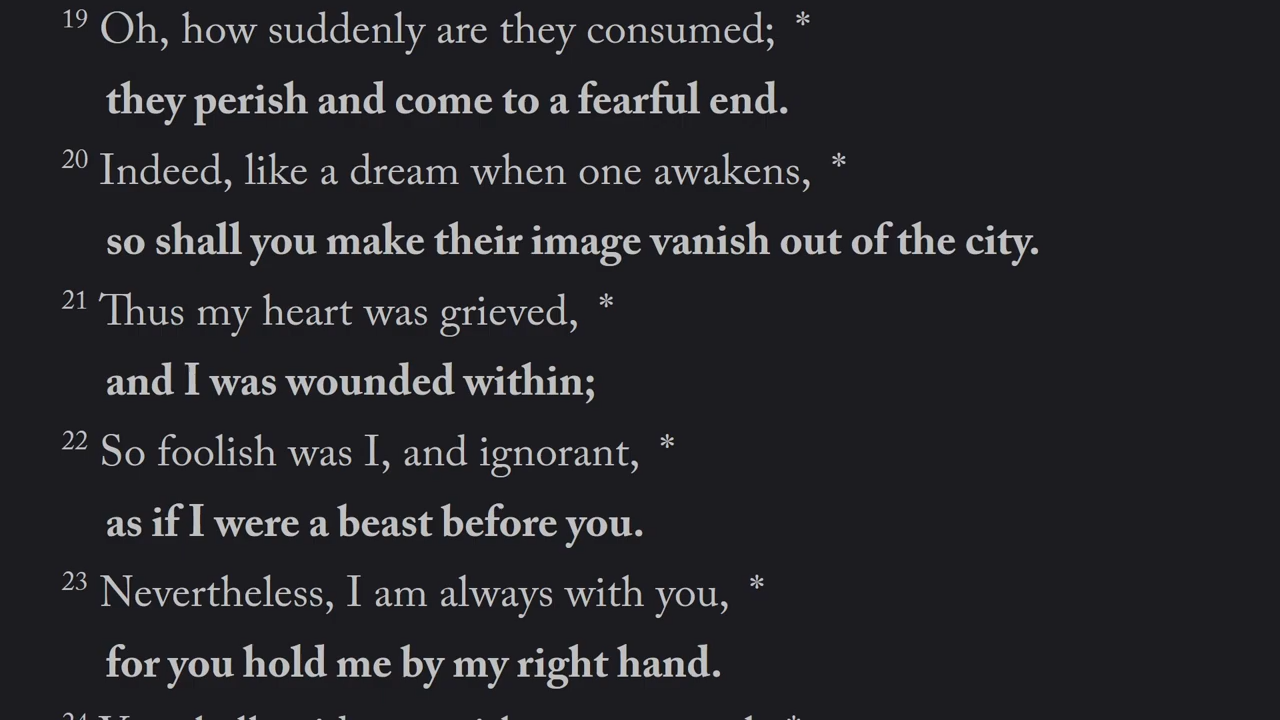 19 Oh, how suddenly are they consumed; *
they perish and come to a fearful end.
20 Indeed, like a dream when one awakens, *
so shall you make their image vanish out of the city.
21 Thus my heart was grieved, *
and I was wounded within;
22 So foolish was I, and ignorant, *
as if I were a beast before you.
23 Nevertheless, I am always with you, *
for you hold me by my right hand.